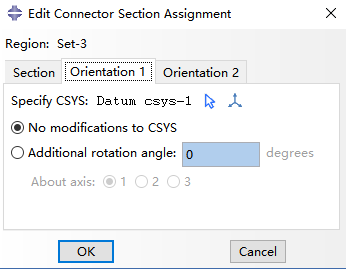 Edit Connector Section Assignment
Region: Set-3
Section Orientation 1 Orientation 2
Specify CSYS: Datum csys-1
No modifications to CSYS
Additional rotation angle: 0 degrees
About axis: 1 2 3
OK Cancel